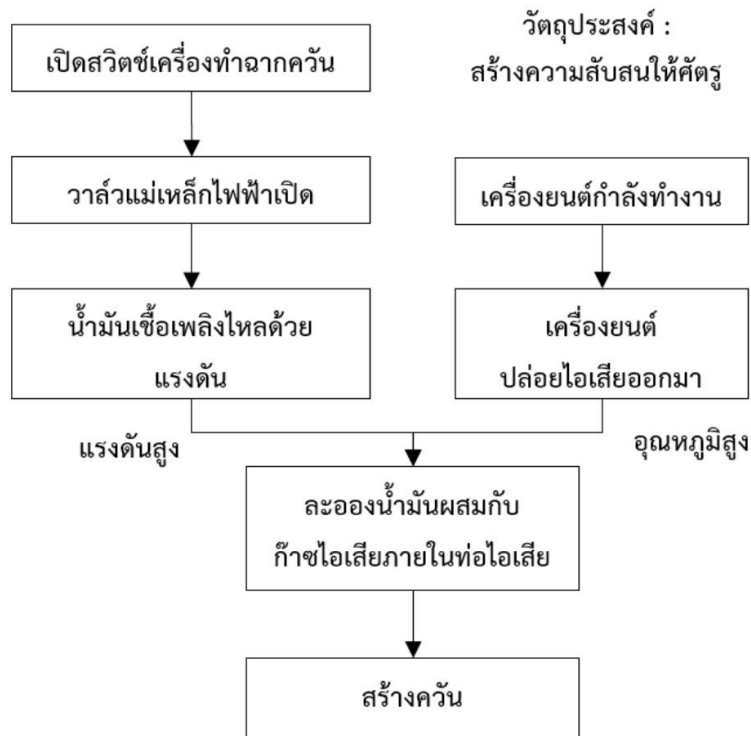 วัตถุประสงค์ :
สร้างความสับสนให้ศัตรู
เปิดสวิตช์เครื่องทำฉากควัน
วาล์วแม่เหล็กไฟฟ้าเปิด
เครื่องยนต์กำลังทำงาน
น้ำมันเชื้อเพลิงไหลด้วย
แรงดัน
เครื่องยนต์
ปล่อยไอเสียออกมา
แรงดันสูง
อุณหภูมิสูง
ละอองน้ำมันผสมกับ
ก๊าซไอเสียภายในท่อไอเสีย
สร้างควัน